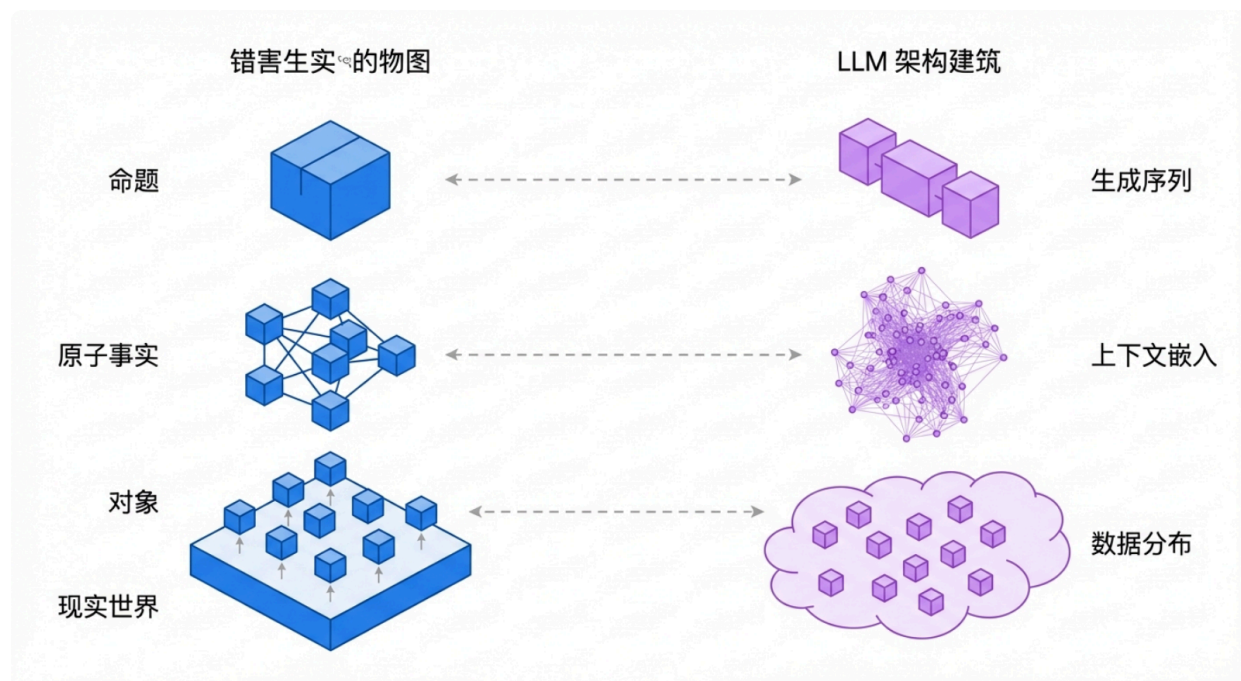 错害生实的物图
LLM 架构建筑
命题
生成序列
原子事实
上下文嵌入
对象
数据分布
现实世界